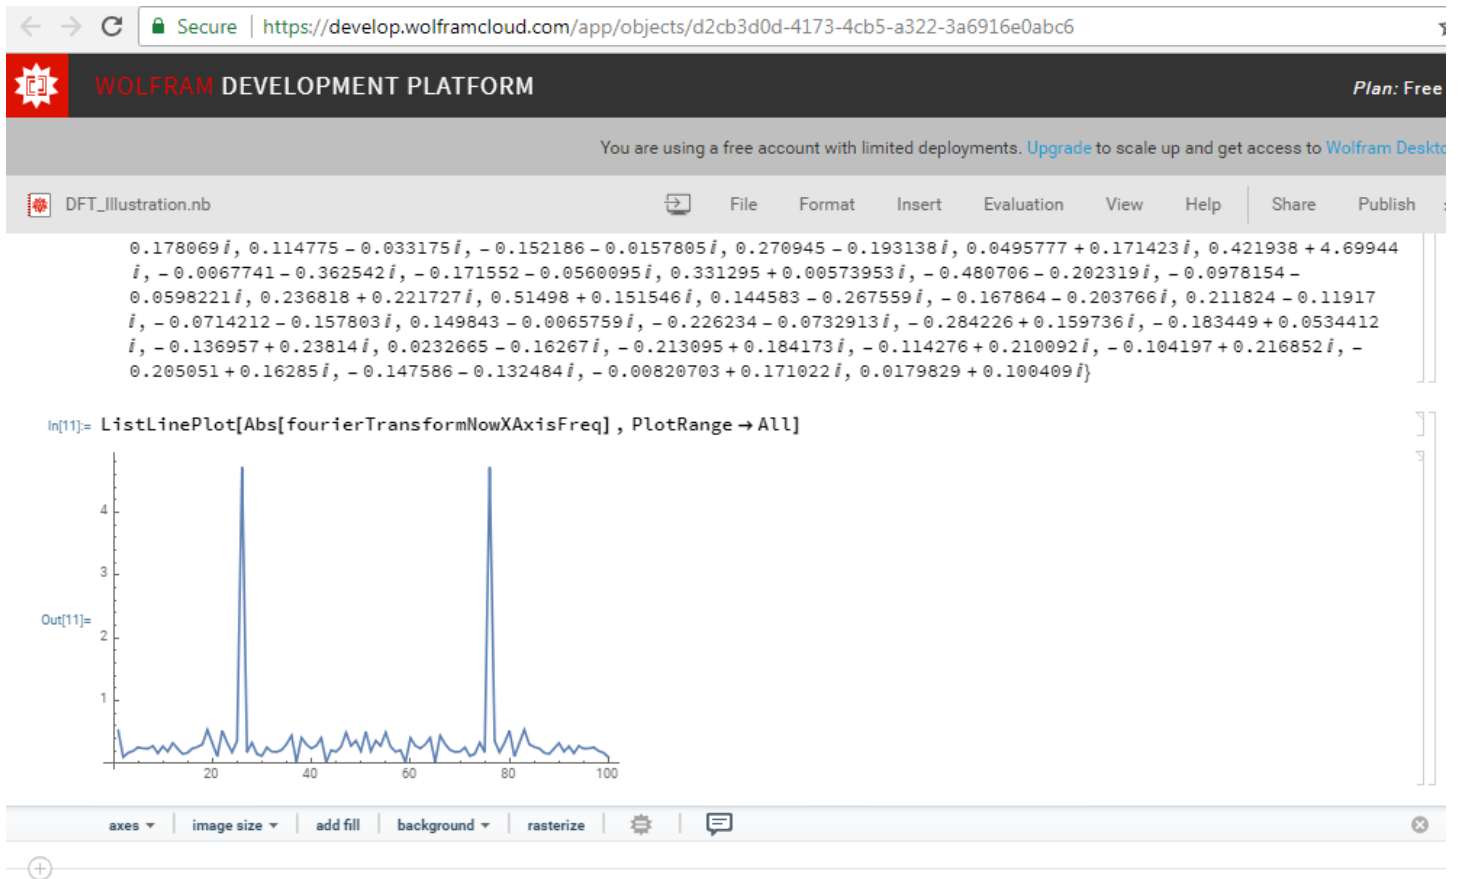 Secure | https://develop.wolframcloud.com/app/objects/d2cb3d0d-4173-4cb5-a322-3a6916e0abc6
WOLFRAM DEVELOPMENT PLATFORM
Plan: Free
You are using a free account with limited deployments. Upgrade to scale up and get access to Wolfram Deskto
DFT_Illustration.nb
File Format Insert Evaluation View Help Share Publish
0.178069 i, 0.114775 - 0.033175 i, - 0.152186 - 0.0157805 i, 0.270945 - 0.193138 i, 0.0495777 + 0.171423 i, 0.421938 + 4.69944
i, - 0.0067741 - 0.362542 i, - 0.171552 - 0.0560095 i, 0.331295 + 0.00573953 i, - 0.480706 - 0.202319 i, - 0.0978154 -
0.0598221 i, 0.236818 + 0.221727 i, 0.51498 + 0.151546 i, 0.144583 - 0.267559 i, - 0.167864 - 0.203766 i, 0.211824 - 0.11917
i, - 0.0714212 - 0.157803 i, 0.149843 - 0.0065759 i, - 0.226234 - 0.0732913 i, - 0.284226 + 0.159736 i, - 0.183449 + 0.0534412
i, - 0.136957 + 0.23814 i, 0.0232665 - 0.16267 i, - 0.213095 + 0.184173 i, - 0.114276 + 0.210092 i, - 0.104197 + 0.216852 i, -
0.205051 + 0.16285 i, - 0.147586 - 0.132484 i, - 0.00820703 + 0.171022 i, 0.0179829 + 0.100409 i}
In[11]:= ListLinePlot[Abs[fourierTransformNowXAxisFreq], PlotRange → All]
Out[11]=
4
3
2
1
20 40 60 80 100
axes image size add fill background rasterize